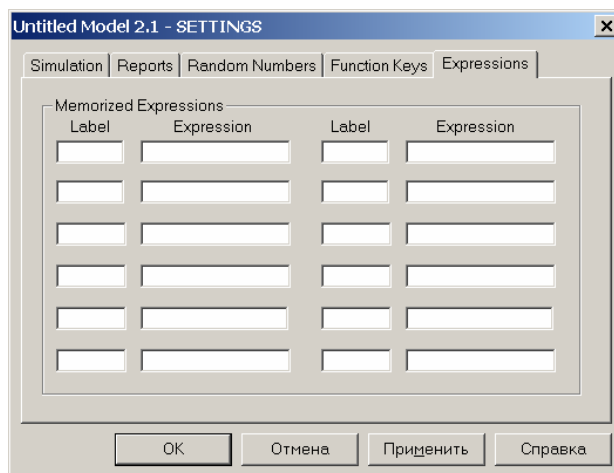 Untitled Model 2.1 - SETTINGS
Simulation Reports Random Numbers Function Keys Expressions
Memorized Expressions
Label Expression Label Expression
OK Отмена Применить Справка